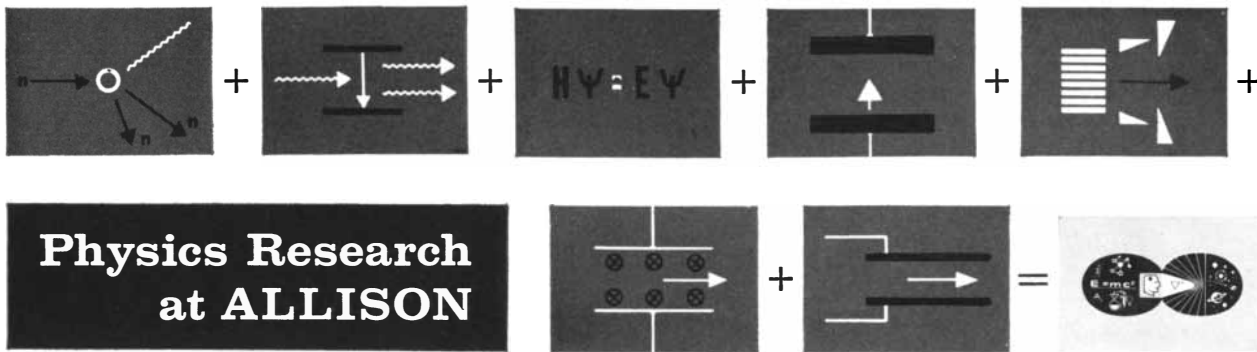 n n n
+
+
HΨ = EΨ
+
+
+
Physics Research
at ALLISON
+
=
E=mc²